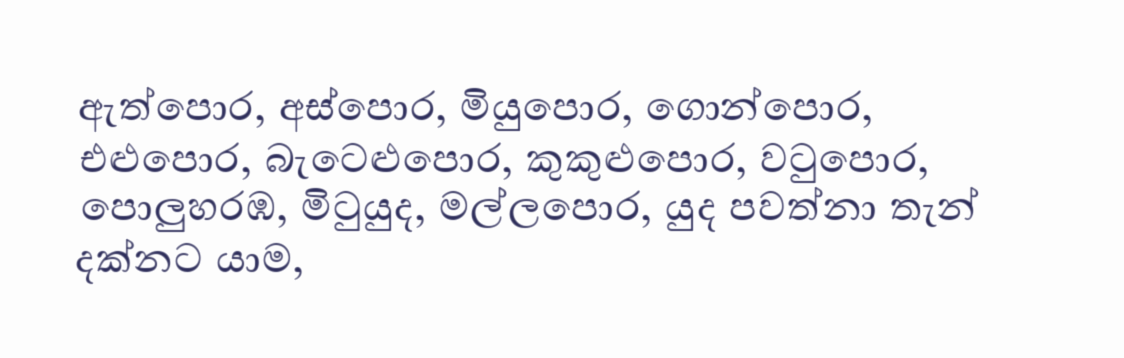 ඇත්පොර, අස්පොර, මියුපොර, ගොන්පොර,
එළුපොර, බැටෙළුපොර, කුකුළුපොර, වටුපොර,
පොලුහරඹ, මිටුයුද, මල්ලපොර, යුද පවත්නා තැන්
දක්නට යාම,